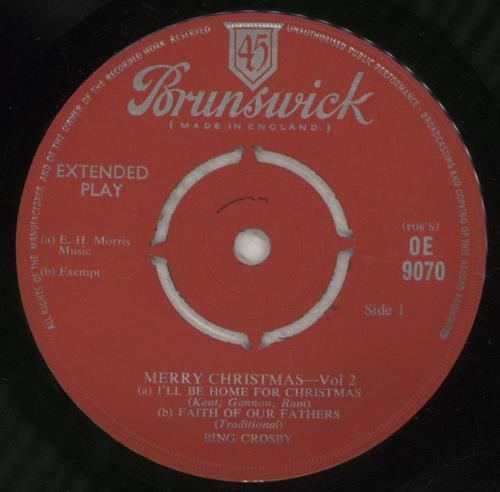 ALL RIGHTS OF THE MANUFACTURER AND OF THE OWNER OF THE RECORDED WORK RESERVED
UNAUTHORISED PUBLIC PERFORMANCE · BROADCASTING AND COPYING OF THIS RECORD PROHIBITED
45
Brunswick
( MADE IN ENGLAND. )
EXTENDED
PLAY
(a) E. H. Morris
Music
(b) Exempt
(S.804)
OE
9070
Side 1
MERRY CHRISTMAS—Vol 2
(a) I'LL BE HOME FOR CHRISTMAS
(Kent; Gannon, Ram)
(b) FAITH OF OUR FATHERS
(Traditional)
BING CROSBY